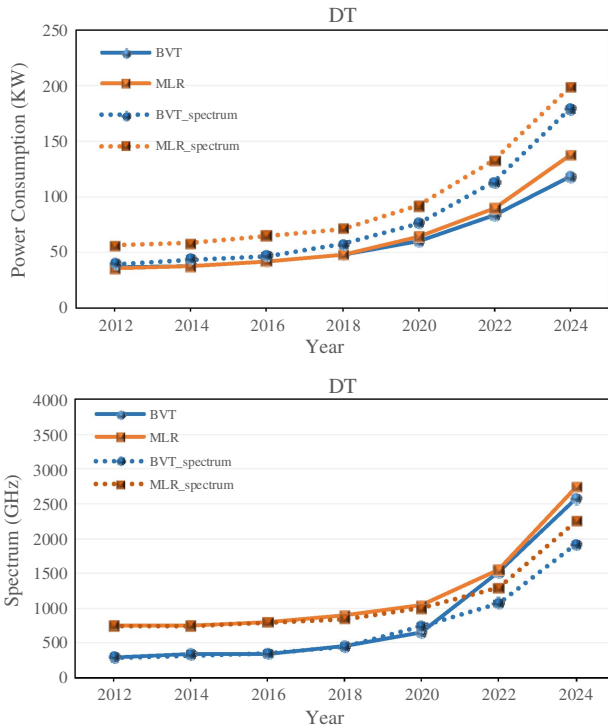 DT
Power Consumption (KW)
250
200
150
100
50
0
BVT
MLR
BVT_spectrum
MLR_spectrum
2012 2014 2016 2018 2020 2022 2024
Year
DT
Spectrum (GHz)
4000
3500
3000
2500
2000
1500
1000
500
0
BVT
MLR
BVT_spectrum
MLR_spectrum
2012 2014 2016 2018 2020 2022 2024
Year